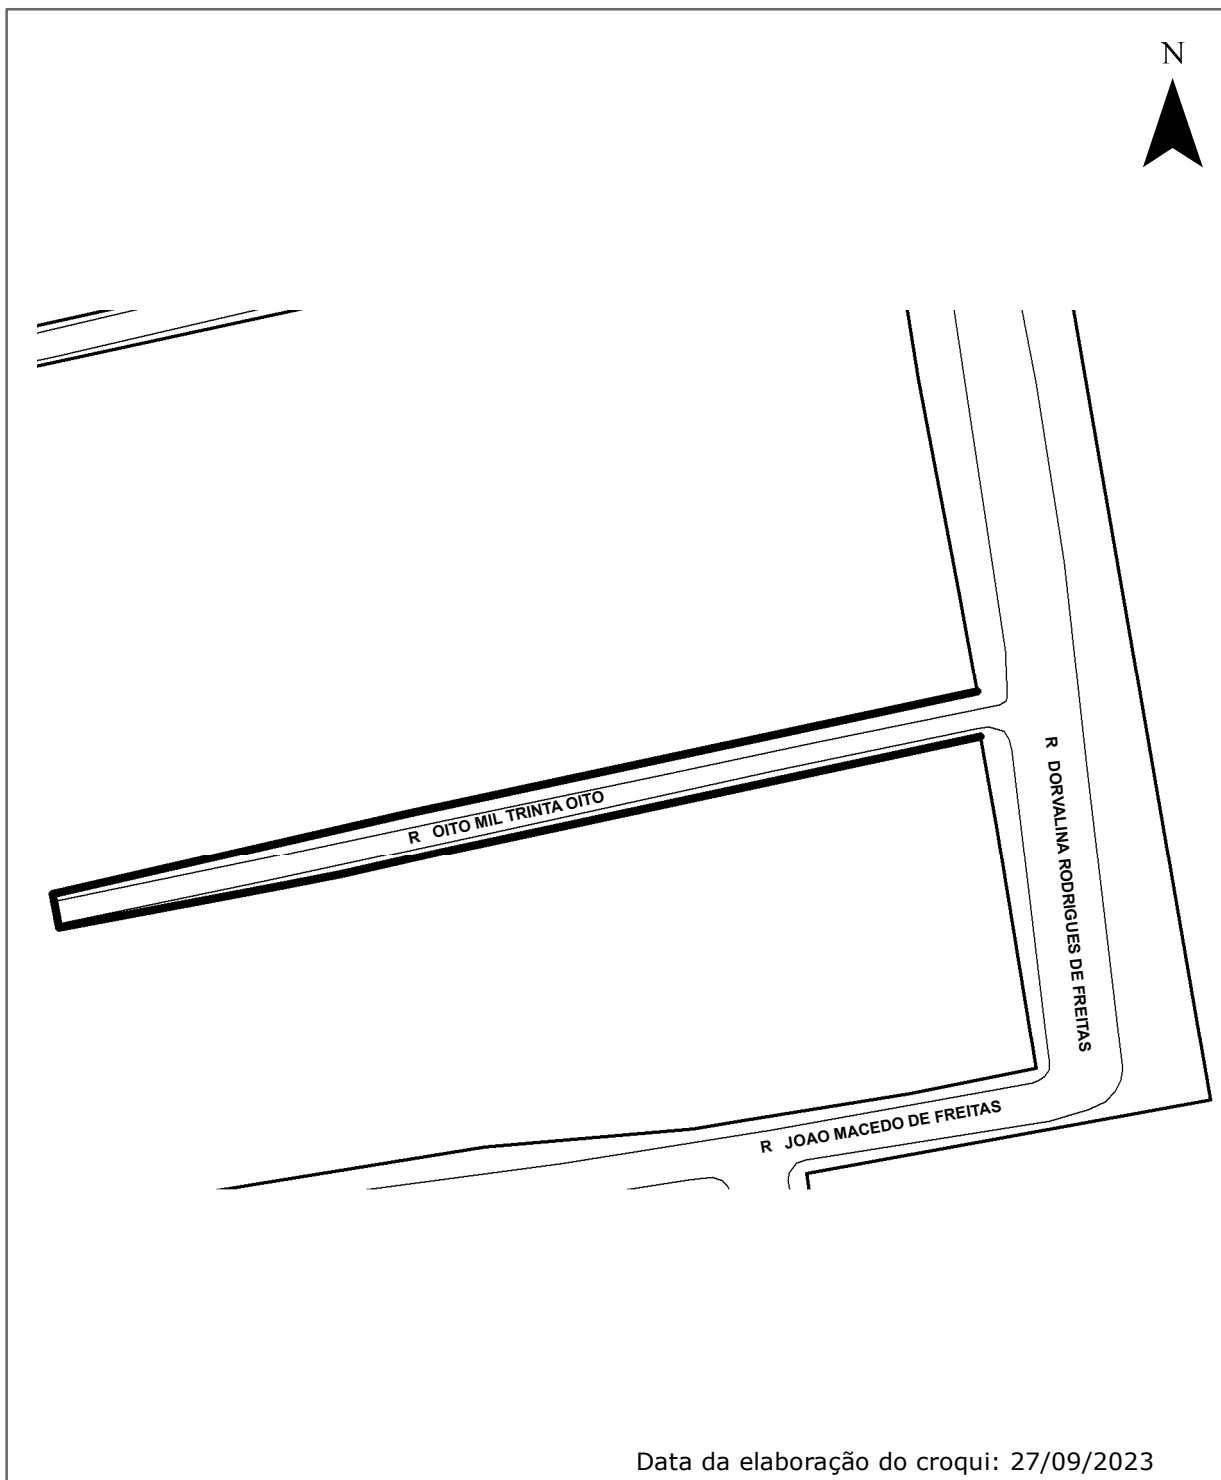 N
R OITO MIL TRINTA OITO
R DORVALINA RODRIGUES DE FREITAS
R JOAO MACEDO DE FREITAS
Data da elaboração do croqui: 27/09/2023